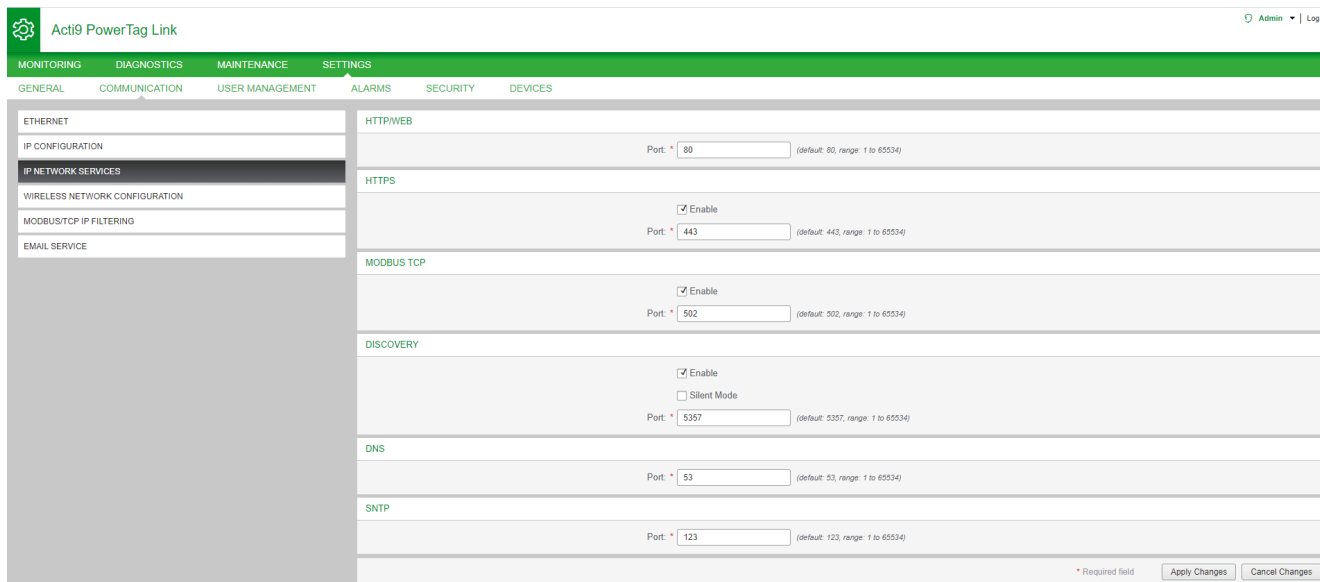 Acti9 PowerTag Link
Admin
Log
MONITORING DIAGNOSTICS MAINTENANCE SETTINGS
GENERAL COMMUNICATION USER MANAGEMENT ALARMS SECURITY DEVICES
ETHERNET
IP CONFIGURATION
IP NETWORK SERVICES
WIRELESS NETWORK CONFIGURATION
MODBUS/TCP IP FILTERING
EMAIL SERVICE
HTTP/WEB
Port: * 80 (default: 80, range: 1 to 65534)
HTTPS
Enable
Port: * 443 (default: 443, range: 1 to 65534)
MODBUS TCP
Enable
Port: * 502 (default: 502, range: 1 to 65534)
DISCOVERY
Enable
Silent Mode
Port: * 5357 (default: 5357, range: 1 to 65534)
DNS
Port: * 53 (default: 53, range: 1 to 65534)
SNTP
Port: * 123 (default: 123, range: 1 to 65534)
* Required field Apply Changes Cancel Changes